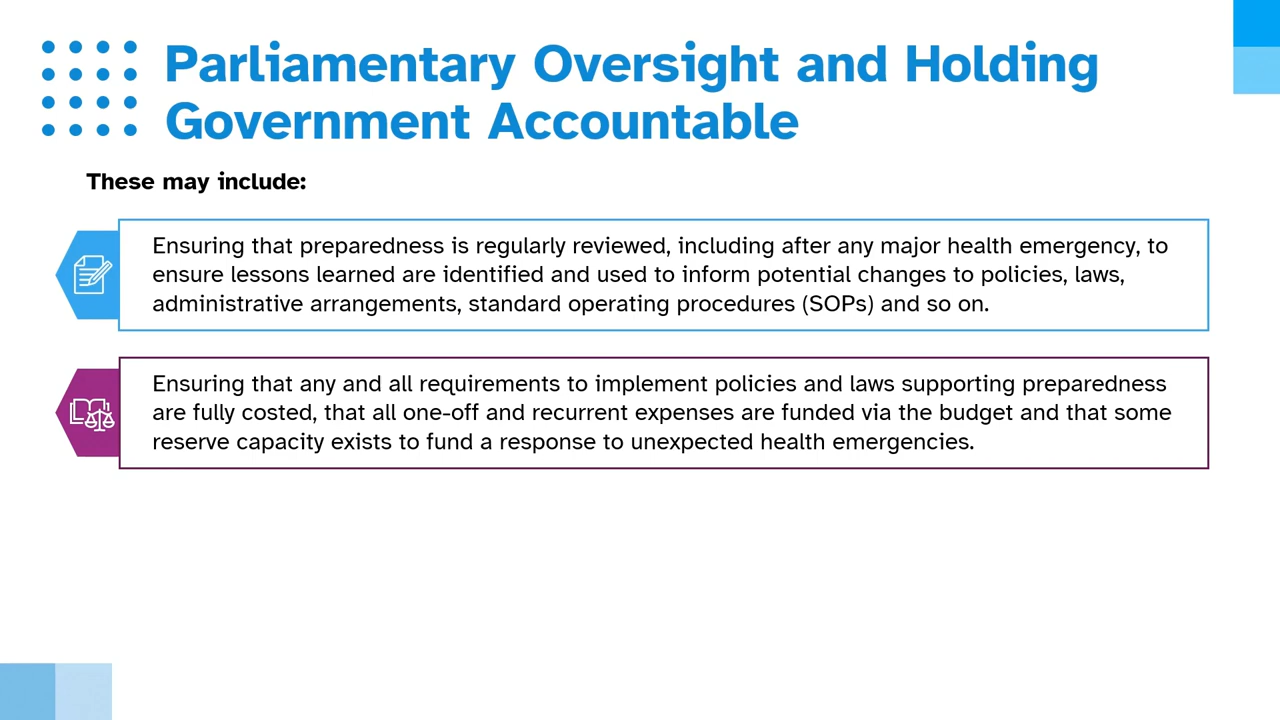 Parliamentary Oversight and Holding
Government Accountable
These may include:
Ensuring that preparedness is regularly reviewed, including after any major health emergency, to
ensure lessons learned are identified and used to inform potential changes to policies, laws,
administrative arrangements, standard operating procedures (SOPs) and so on.
Ensuring that any and all requirements to implement policies and laws supporting preparedness
are fully costed, that all one-off and recurrent expenses are funded via the budget and that some
reserve capacity exists to fund a response to unexpected health emergencies.